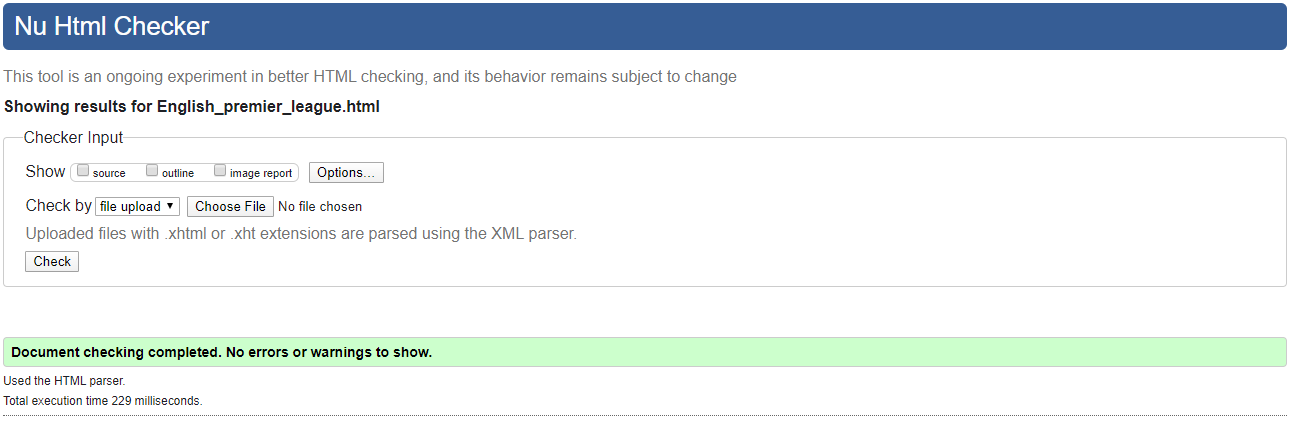 Nu Html Checker
This tool is an ongoing experiment in better HTML checking, and its behavior remains subject to change
Showing results for English_premier_league.html
Checker Input
Show source outline image report Options...
Check by file upload Choose File No file chosen
Uploaded files with .xhtml or .xht extensions are parsed using the XML parser.
Check
Document checking completed. No errors or warnings to show.
Used the HTML parser.
Total execution time 229 milliseconds.